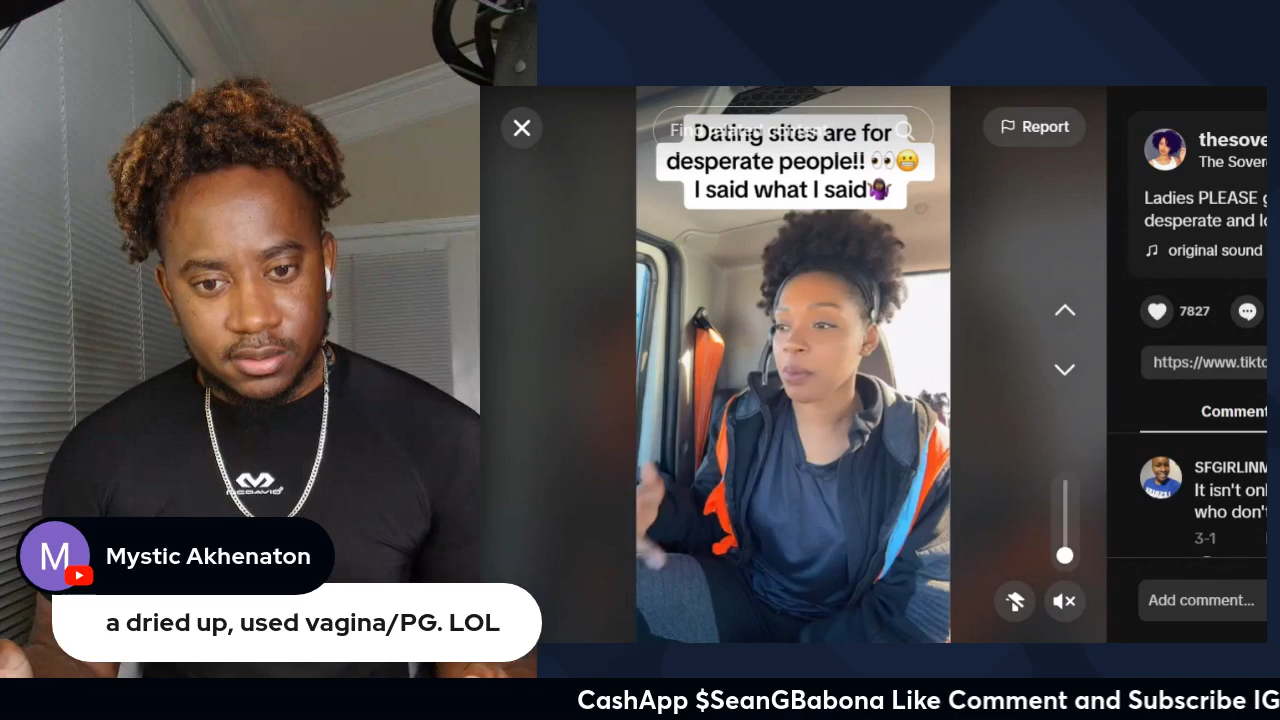 Dating sites are for
desperate people!! 👀😬
I said what I said🤷🏾‍♀️
Report
thesove
The Sover
Ladies PLEASE g
desperate and lo
original sound
7827
https://www.tiktc
Comment
SFGIRLINM
It isn't onl
who don't
3-1
Add comment...
MCDAVID
M
Mystic Akhenaton
a dried up, used vagina/PG. LOL
CashApp $SeanGBabona Like Comment and Subscribe IG